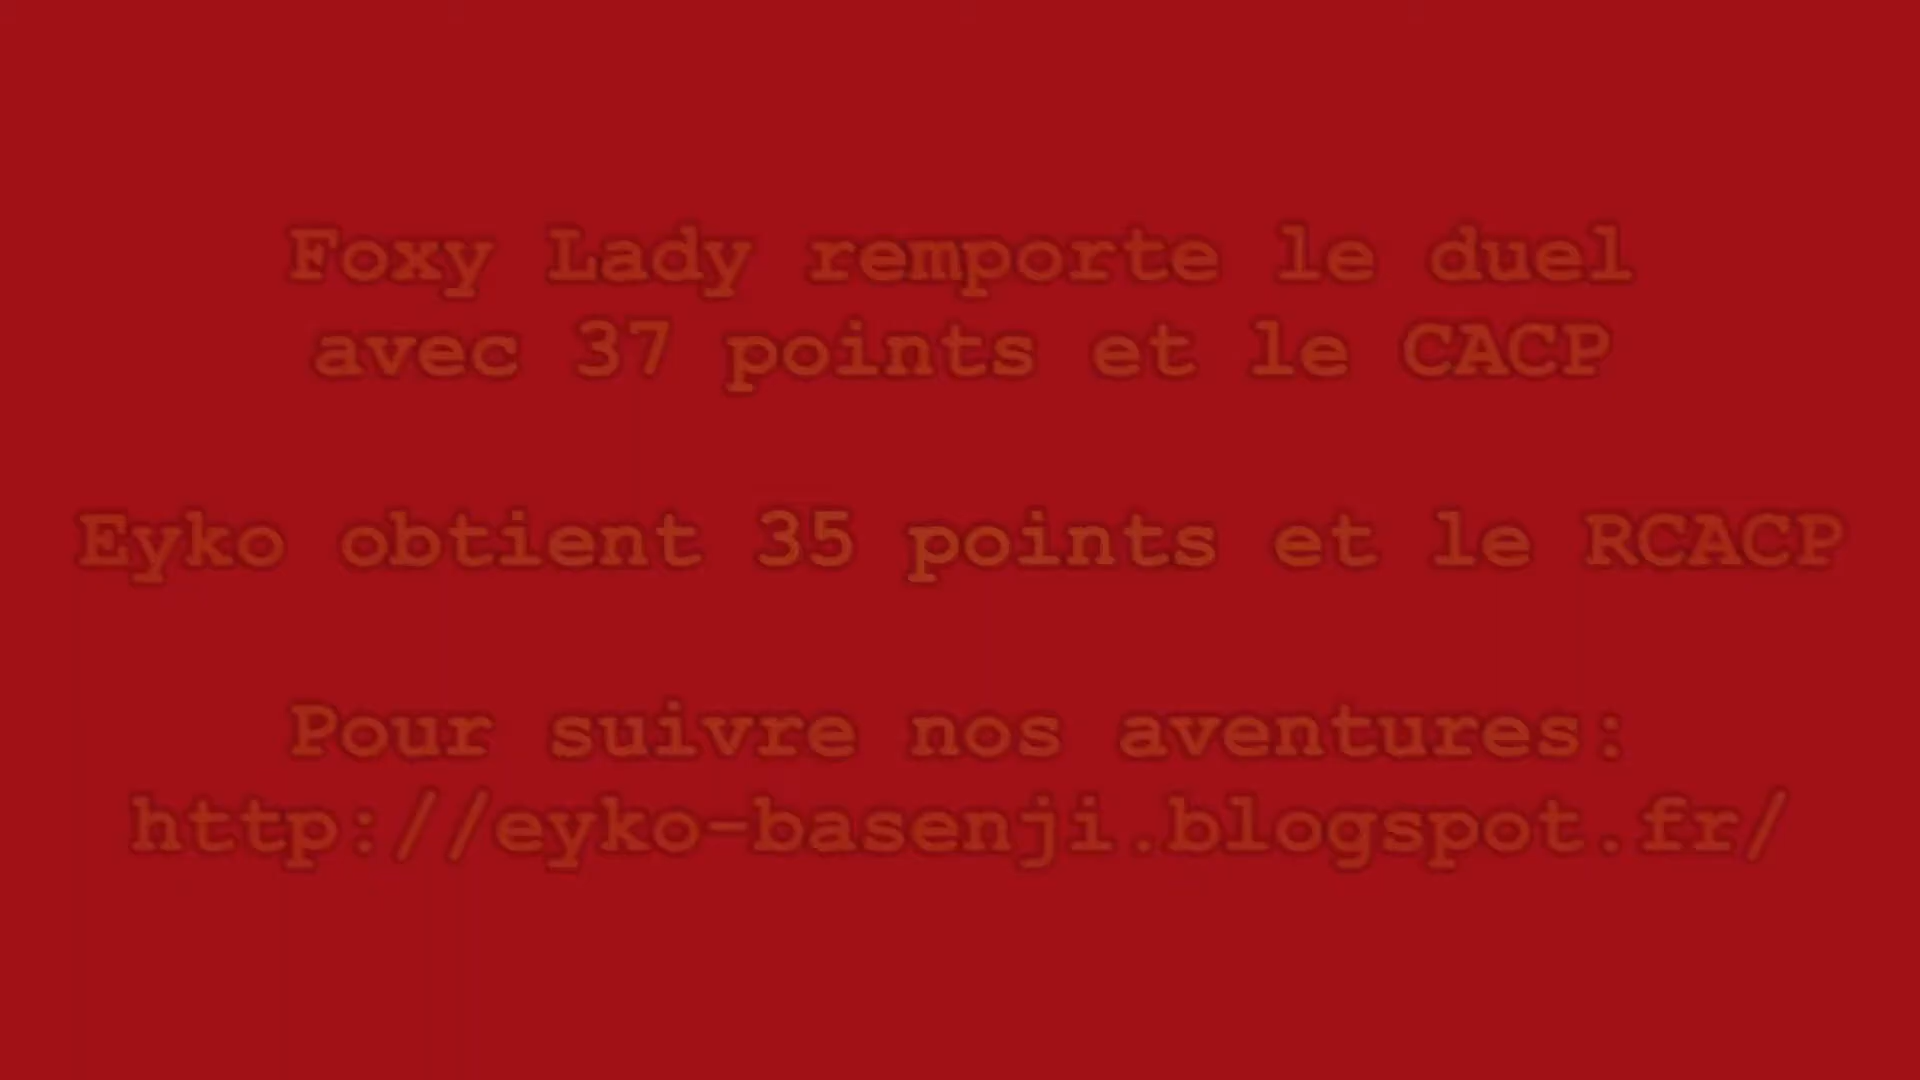 Foxy Lady remporte le duel
avec 37 points et le CACP
Eyko obtient 35 points et le RCACP
Pour suivre nos aventures:
http://eyko-basenji.blogspot.fr/